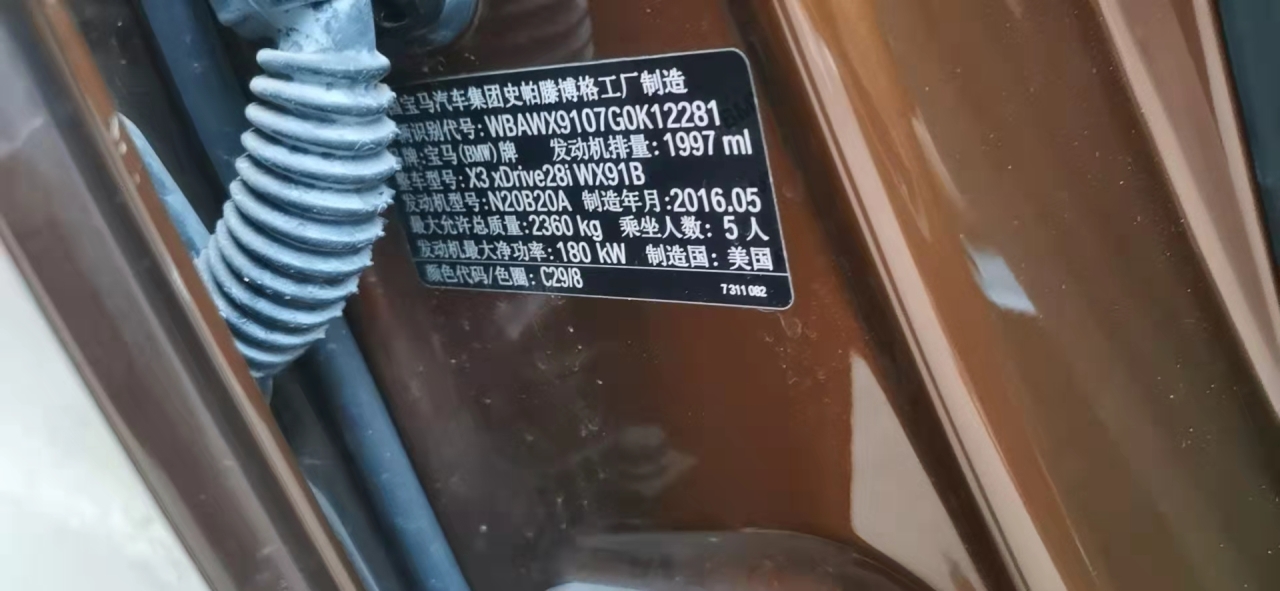 宝马汽车集团史帕滕博格工厂制造
识别代号: WBAWX9107G0K12281
牌: 宝马(BMW)牌 发动机排量: 1997 ml
车型号: X3 xDrive28i WX91B
发动机型号: N20B20A 制造年月: 2016.05
最大允许总质量: 2360 kg 乘坐人数: 5 人
发动机最大净功率: 180 kW 制造国: 美国
颜色代码/色圈: C29/8 7 311 082